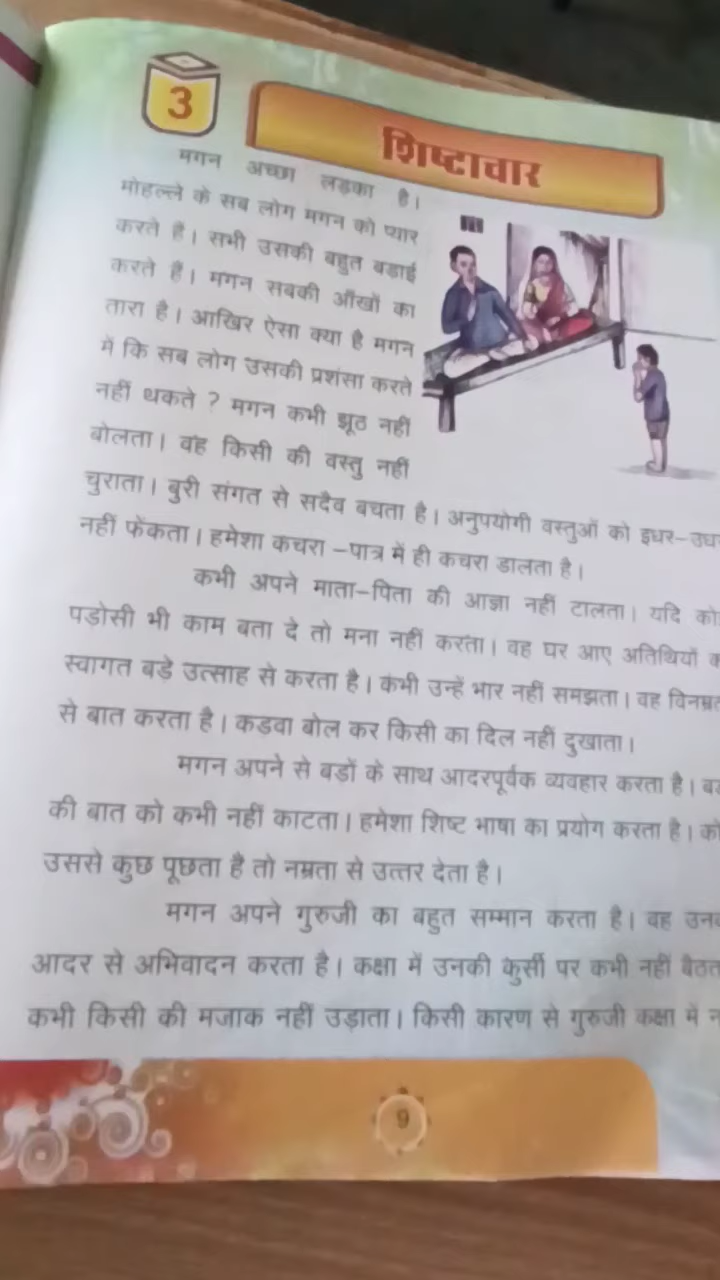 3
शिष्टाचार
मगन अच्छा लड़का है।
मोहल्ले के सब लोग मगन को प्यार
करते हैं। सभी उसकी बहुत बड़ाई
करते हैं। मगन सबकी आँखों का
तारा है। आखिर ऐसा क्या है मगन
में कि सब लोग उसकी प्रशंसा करते
नहीं थकते ? मगन कभी झूठ नहीं
बोलता। वह किसी की वस्तु नहीं
चुराता। बुरी संगत से सदैव बचता है। अनुपयोगी वस्तुओं को इधर-उधर
नहीं फेंकता। हमेशा कचरा –पात्र में ही कचरा डालता है।
कभी अपने माता-पिता की आज्ञा नहीं टालता। यदि
पड़ोसी भी काम बता दे तो मना नहीं करता। वह घर आए अतिथियों
स्वागत बड़े उत्साह से करता है। कभी उन्हें भार नहीं समझता। वह
से बात करता है। कड़वा बोल कर किसी का दिल नहीं दुखाता।
मगन अपने से बड़ों के साथ आदरपूर्वक व्यवहार करता है।
की बात को कभी नहीं काटता। हमेशा शिष्ट भाषा का प्रयोग करता है।
उससे कुछ पूछता है तो नम्रता से उत्तर देता है।
मगन अपने गुरुजी का बहुत सम्मान करता है। वह
आदर से अभिवादन करता है। कक्षा में उनकी कुर्सी पर कभी नहीं
कभी किसी की मजाक नहीं उड़ाता। किसी कारण से गुरुजी कक्षा में
9